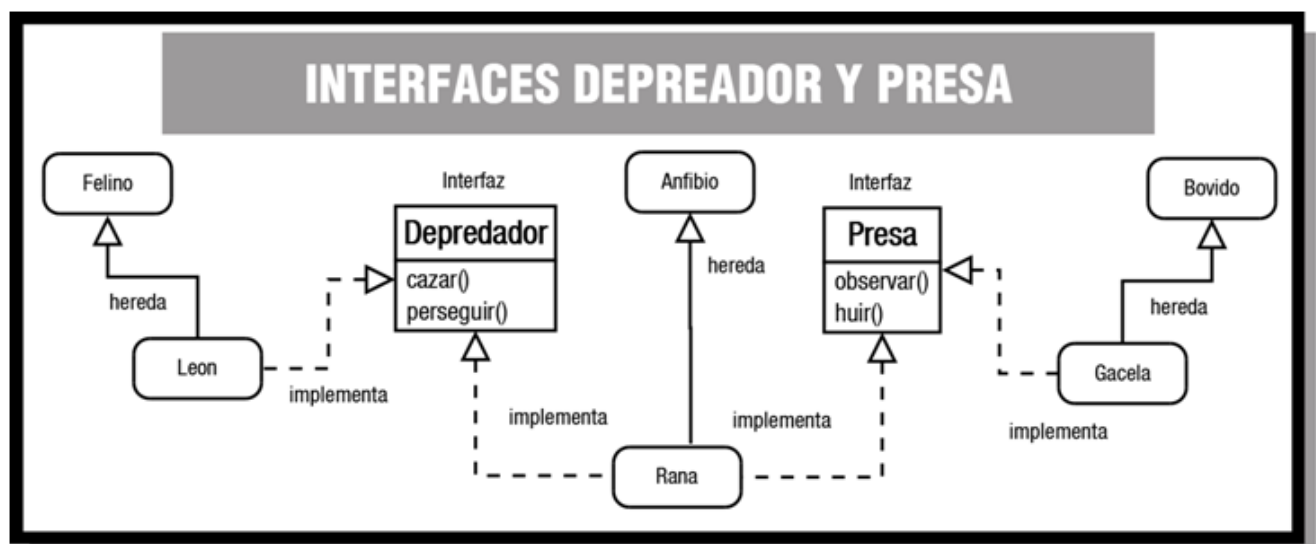 INTERFACES DEPREADOR Y PRESA
Felino
Interfaz
Anfibio
Interfaz
Bovido
Depredador
Presa
cazar()
perseguir()
observar()
huir()
hereda
hereda
hereda
Leon
Gacela
implementa
implementa
implementa
implementa
Rana